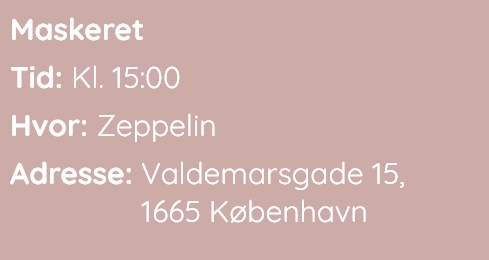 Maskeret
Tid: Kl. 15:00
Hvor: Zeppelin
Adresse: Valdemarsgade 15,
1665 København